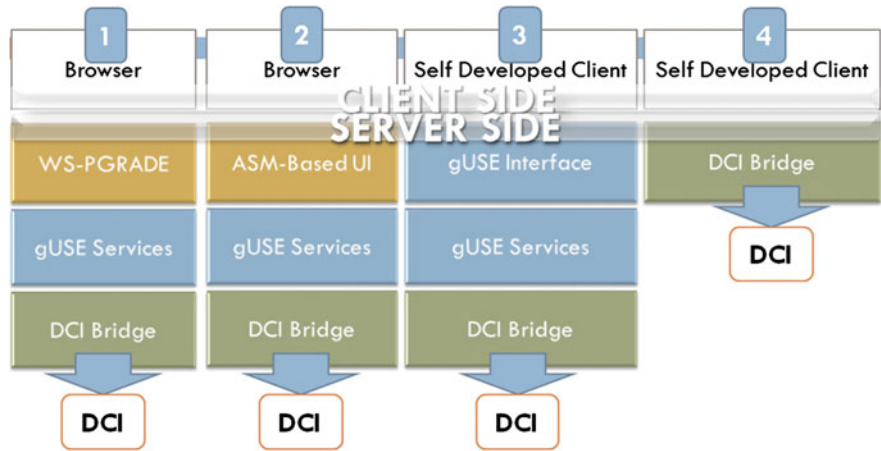 1 2 3 4
Browser Browser Self Developed Client Self Developed Client
CLIENT SIDE
SERVER SIDE
WS-PGRADE ASM-Based UI gUSE Interface DCI Bridge
gUSE Services gUSE Services gUSE Services DCI
DCI Bridge DCI Bridge DCI Bridge
DCI DCI DCI